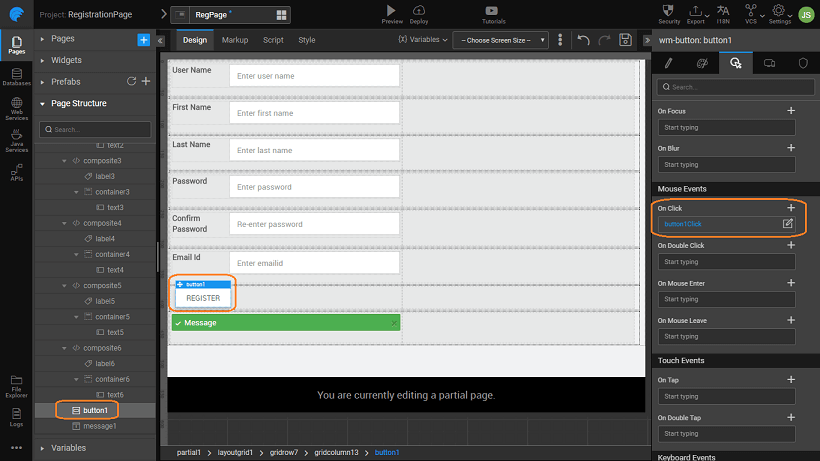 Project: RegistrationPage
RegPage *
Preview
Deploy
Tutorials
Security
Export
I18N
VCS
Settings
JS
Pages
Databases
Web
Services
Java
Services
APIs
File
Explorer
Logs
Pages
Widgets
Prefabs
Page Structure
Search...
text2
composite3
label3
container3
text3
composite4
label4
container4
text4
composite5
label5
container5
text5
composite6
label6
container6
text6
button1
message1
Variables
Design
Markup
Script
Style
{x} Variables
-- Choose Screen Size --
User Name
Enter user name
First Name
Enter first name
Last Name
Enter last name
Password
Enter password
Confirm
Password
Re-enter password
Email Id
Enter emailid
button1
REGISTER
Message
You are currently editing a partial page.
partial1 > layoutgrid1 > gridrow7 > gridcolumn13 > button1
wm-button: button1
Search...
On Focus
Start typing
On Blur
Start typing
Mouse Events
On Click
button1Click
On Double Click
Start typing
On Mouse Enter
Start typing
On Mouse Leave
Start typing
Touch Events
On Tap
Start typing
On Double Tap
Start typing
Keyboard Events